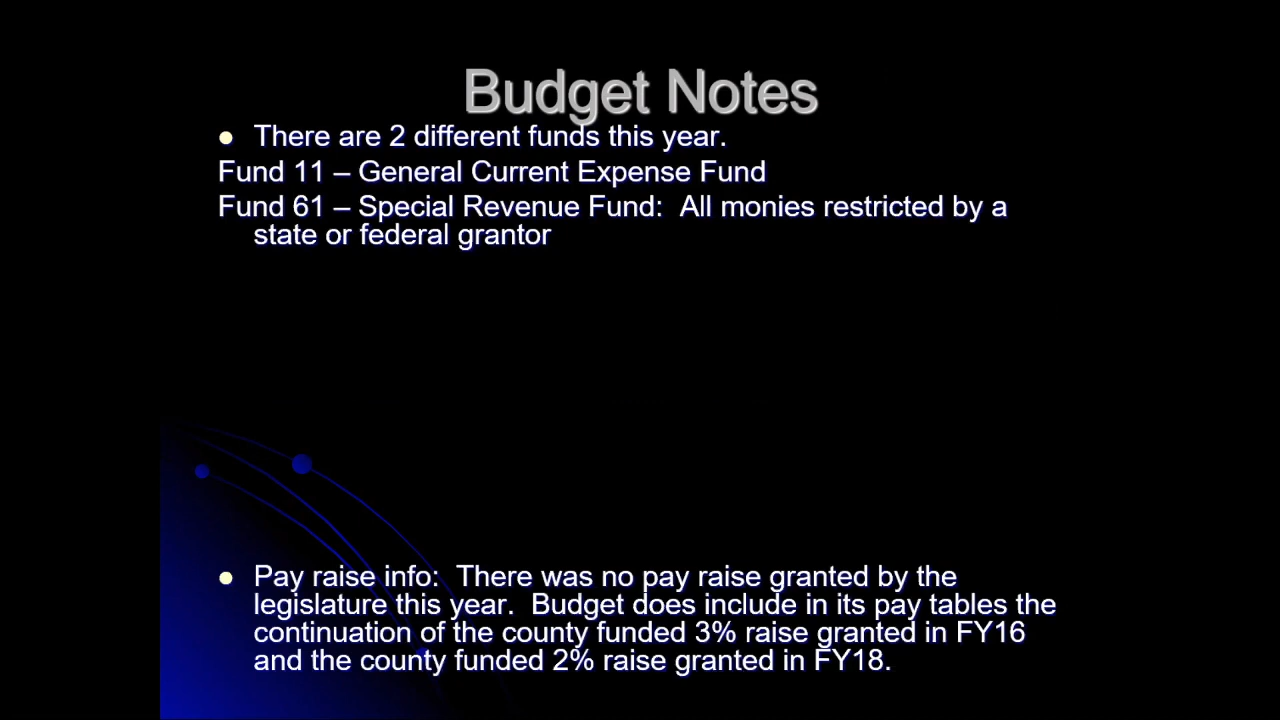 Budget Notes
There are 2 different funds this year.
Fund 11 – General Current Expense Fund
Fund 61 – Special Revenue Fund:  All monies restricted by a
state or federal grantor
Pay raise info:  There was no pay raise granted by the
legislature this year.  Budget does include in its pay tables the
continuation of the county funded 3% raise granted in FY16
and the county funded 2% raise granted in FY18.